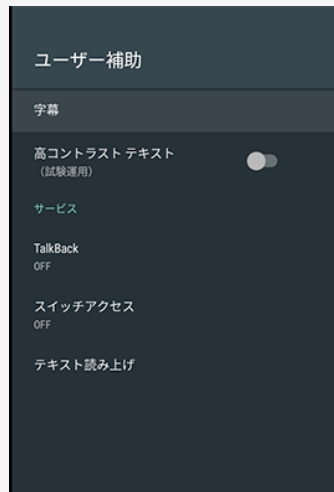 ユーザー補助
字幕
高コントラスト テキスト
（試験運用）
サービス
TalkBack
OFF
スイッチアクセス
OFF
テキスト読み上げ